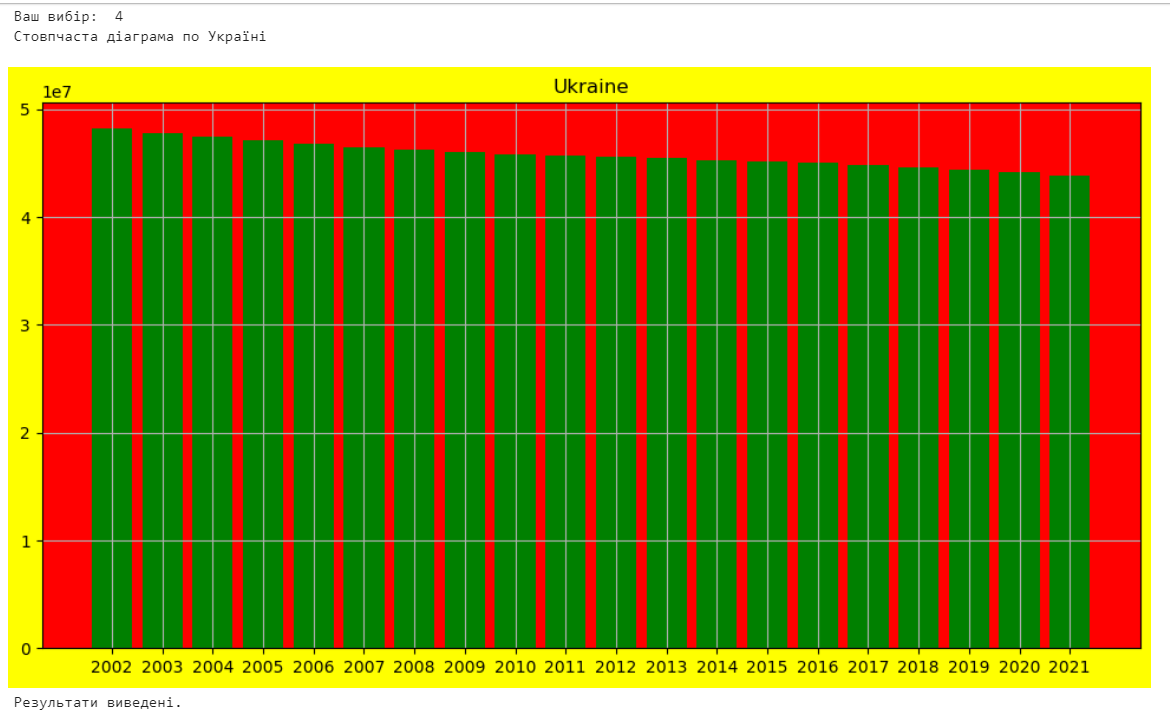 Ваш вибір:  4
Стовпчаста діаграма по Україні
Ukraine
1e7
5
4
3
2
1
0
2002 2003 2004 2005 2006 2007 2008 2009 2010 2011 2012 2013 2014 2015 2016 2017 2018 2019 2020 2021
Результати виведені.